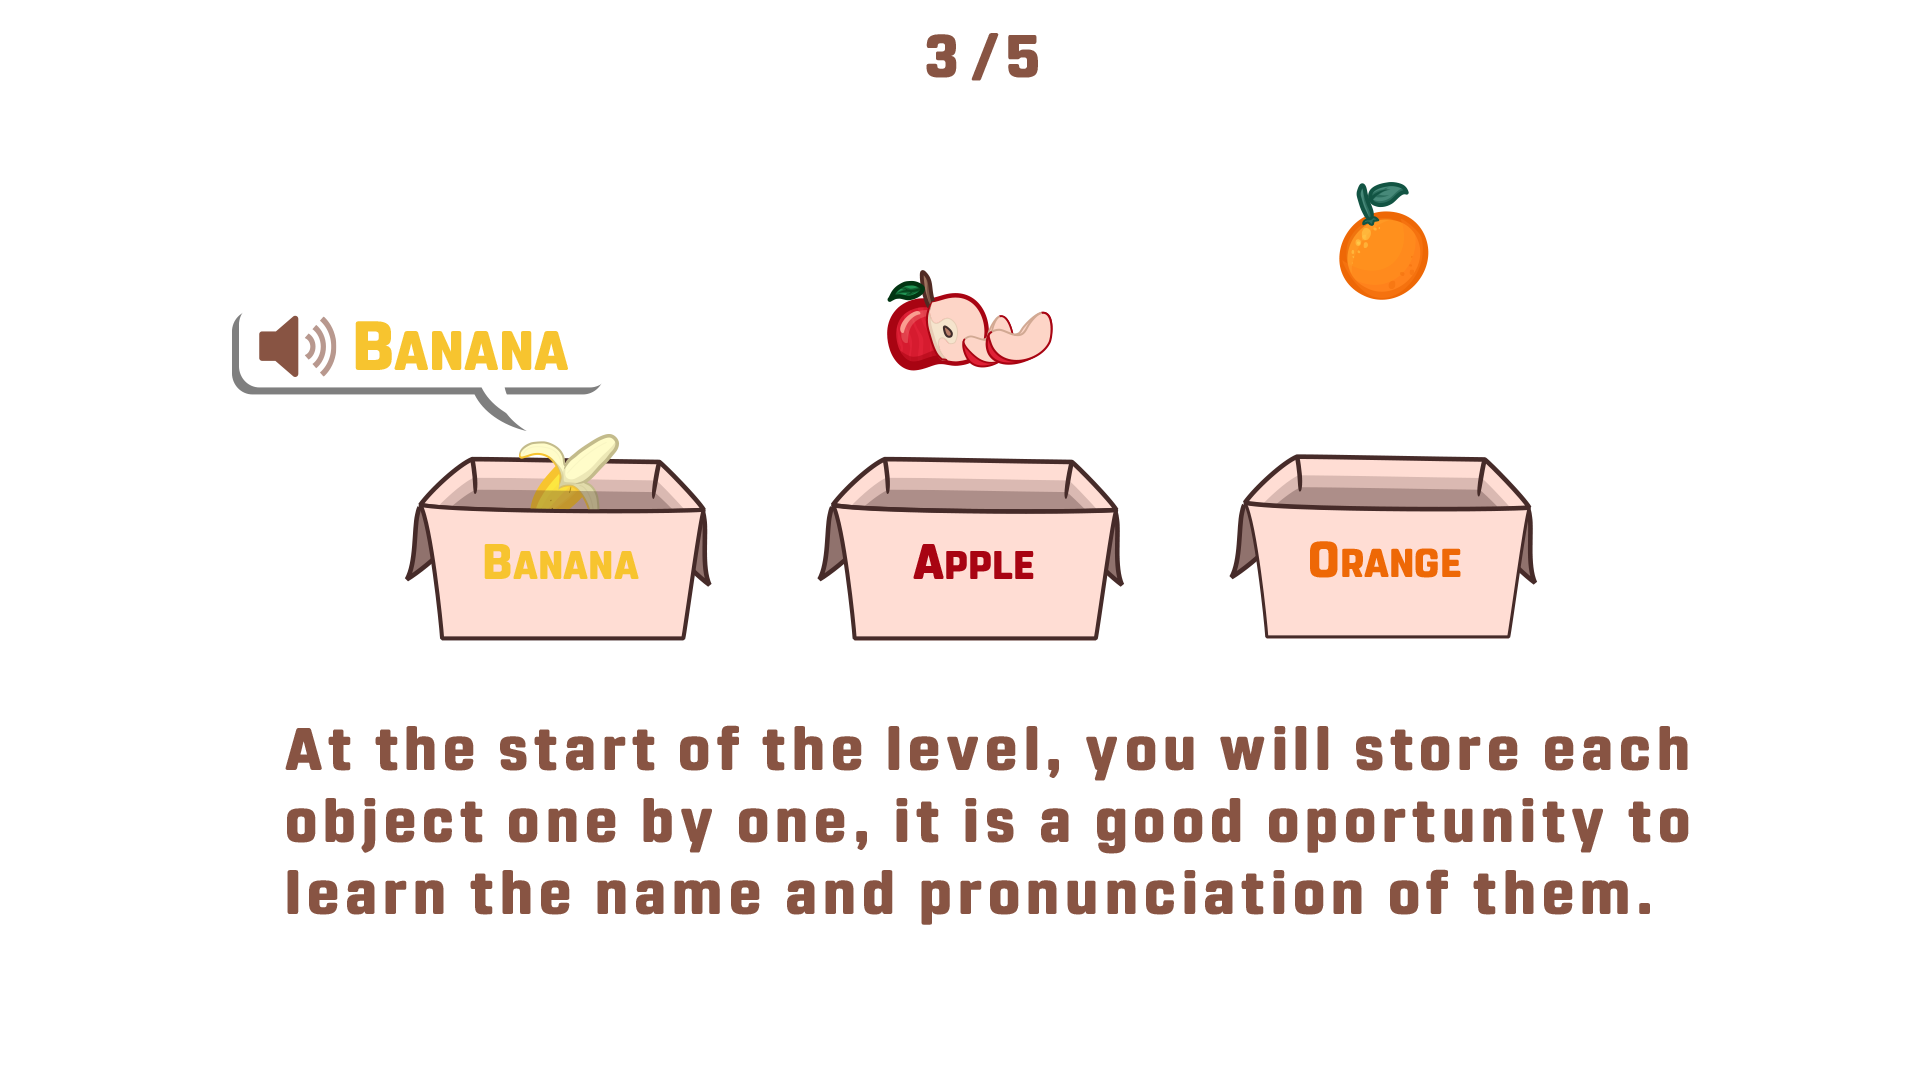 3/5
Banana
Banana
Apple
Orange
At the start of the level, you will store each
object one by one, it is a good oportunity to
learn the name and pronunciation of them.